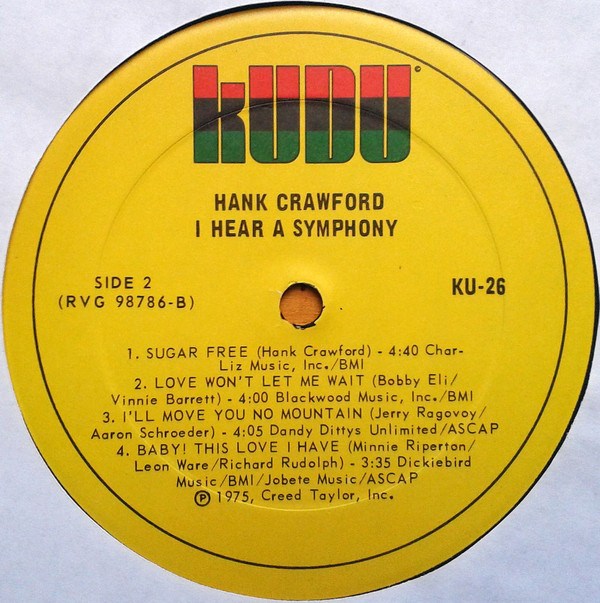 kUDU ©
HANK CRAWFORD
I HEAR A SYMPHONY
SIDE 2
(RVG 98786-B)
KU-26
1. SUGAR FREE (Hank Crawford) - 4:40 Char-
Liz Music, Inc./BMI
2. LOVE WON'T LET ME WAIT (Bobby Eli/
Vinnie Barrett) - 4:00 Blackwood Music, Inc./BMI
3. I'LL MOVE YOU NO MOUNTAIN (Jerry Ragovoy/
Aaron Schroeder) - 4:05 Dandy Dittys Unlimited/ASCAP
4. BABY! THIS LOVE I HAVE (Minnie Riperton/
Leon Ware/Richard Rudolph) - 3:35 Dickiebird
Music/BMI/Jobete Music/ASCAP
℗ 1975, Creed Taylor, Inc.